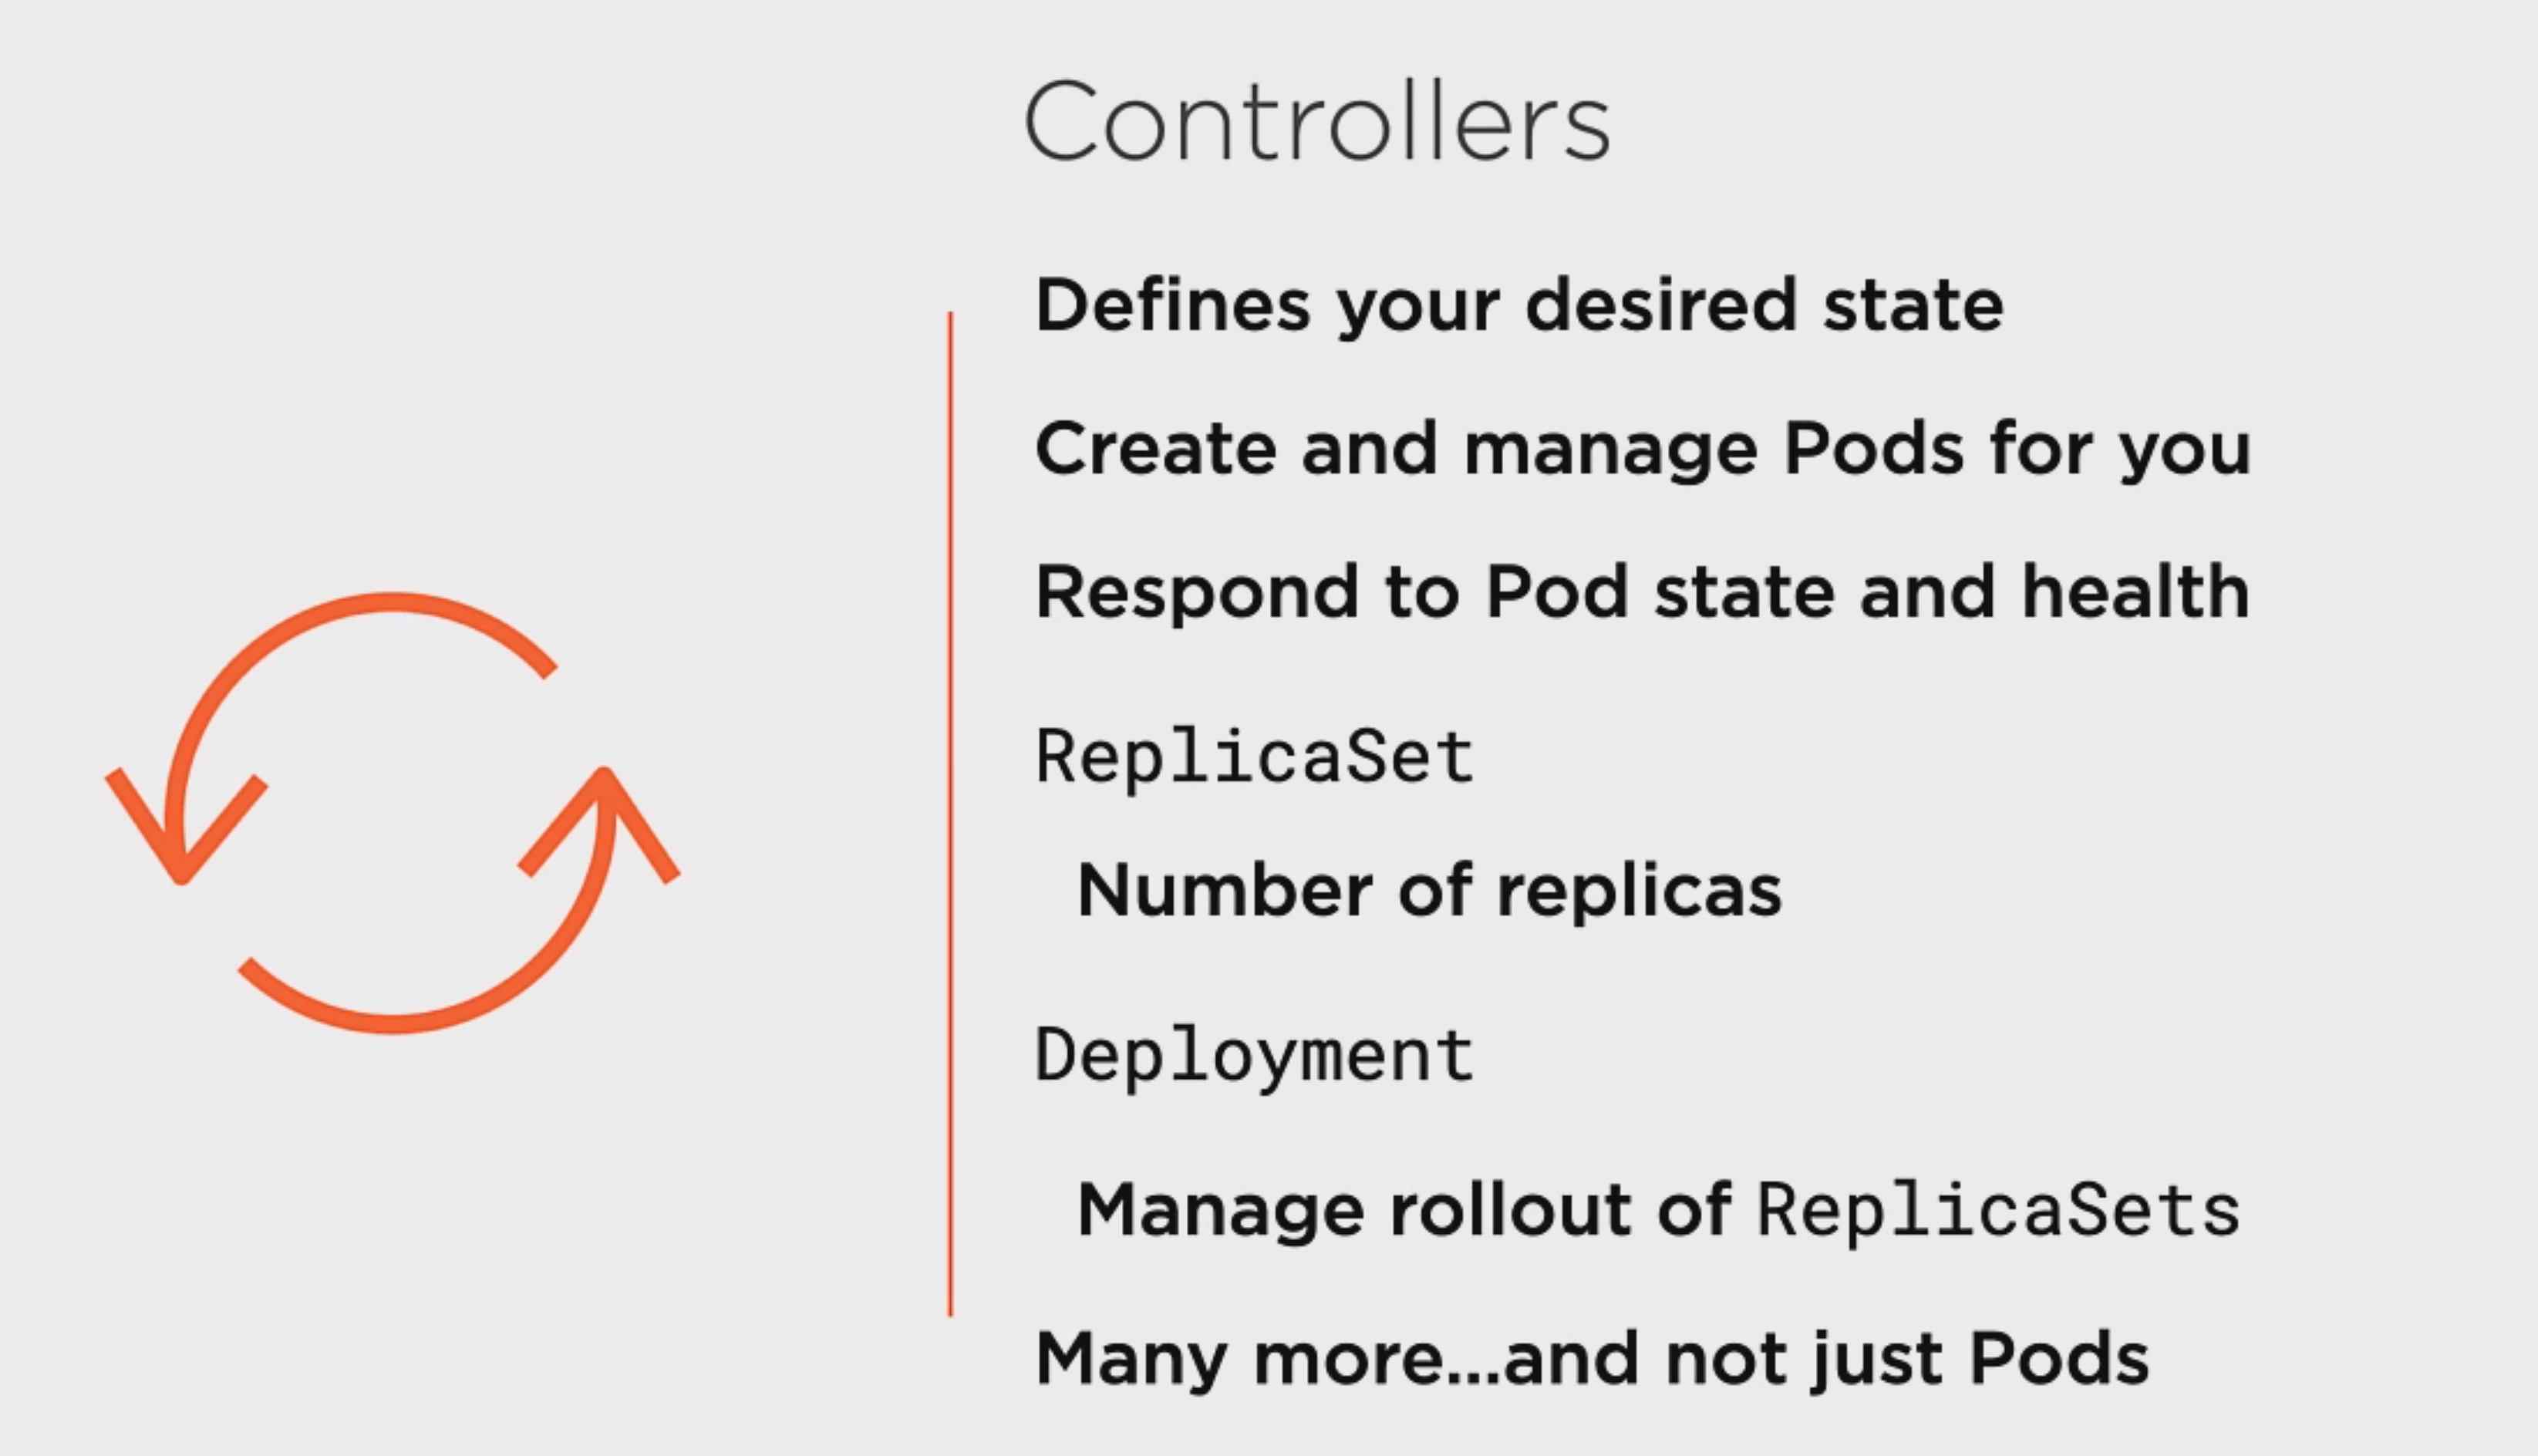 Controllers
Defines your desired state
Create and manage Pods for you
Respond to Pod state and health
ReplicaSet
Number of replicas
Deployment
Manage rollout of ReplicaSets
Many more...and not just Pods